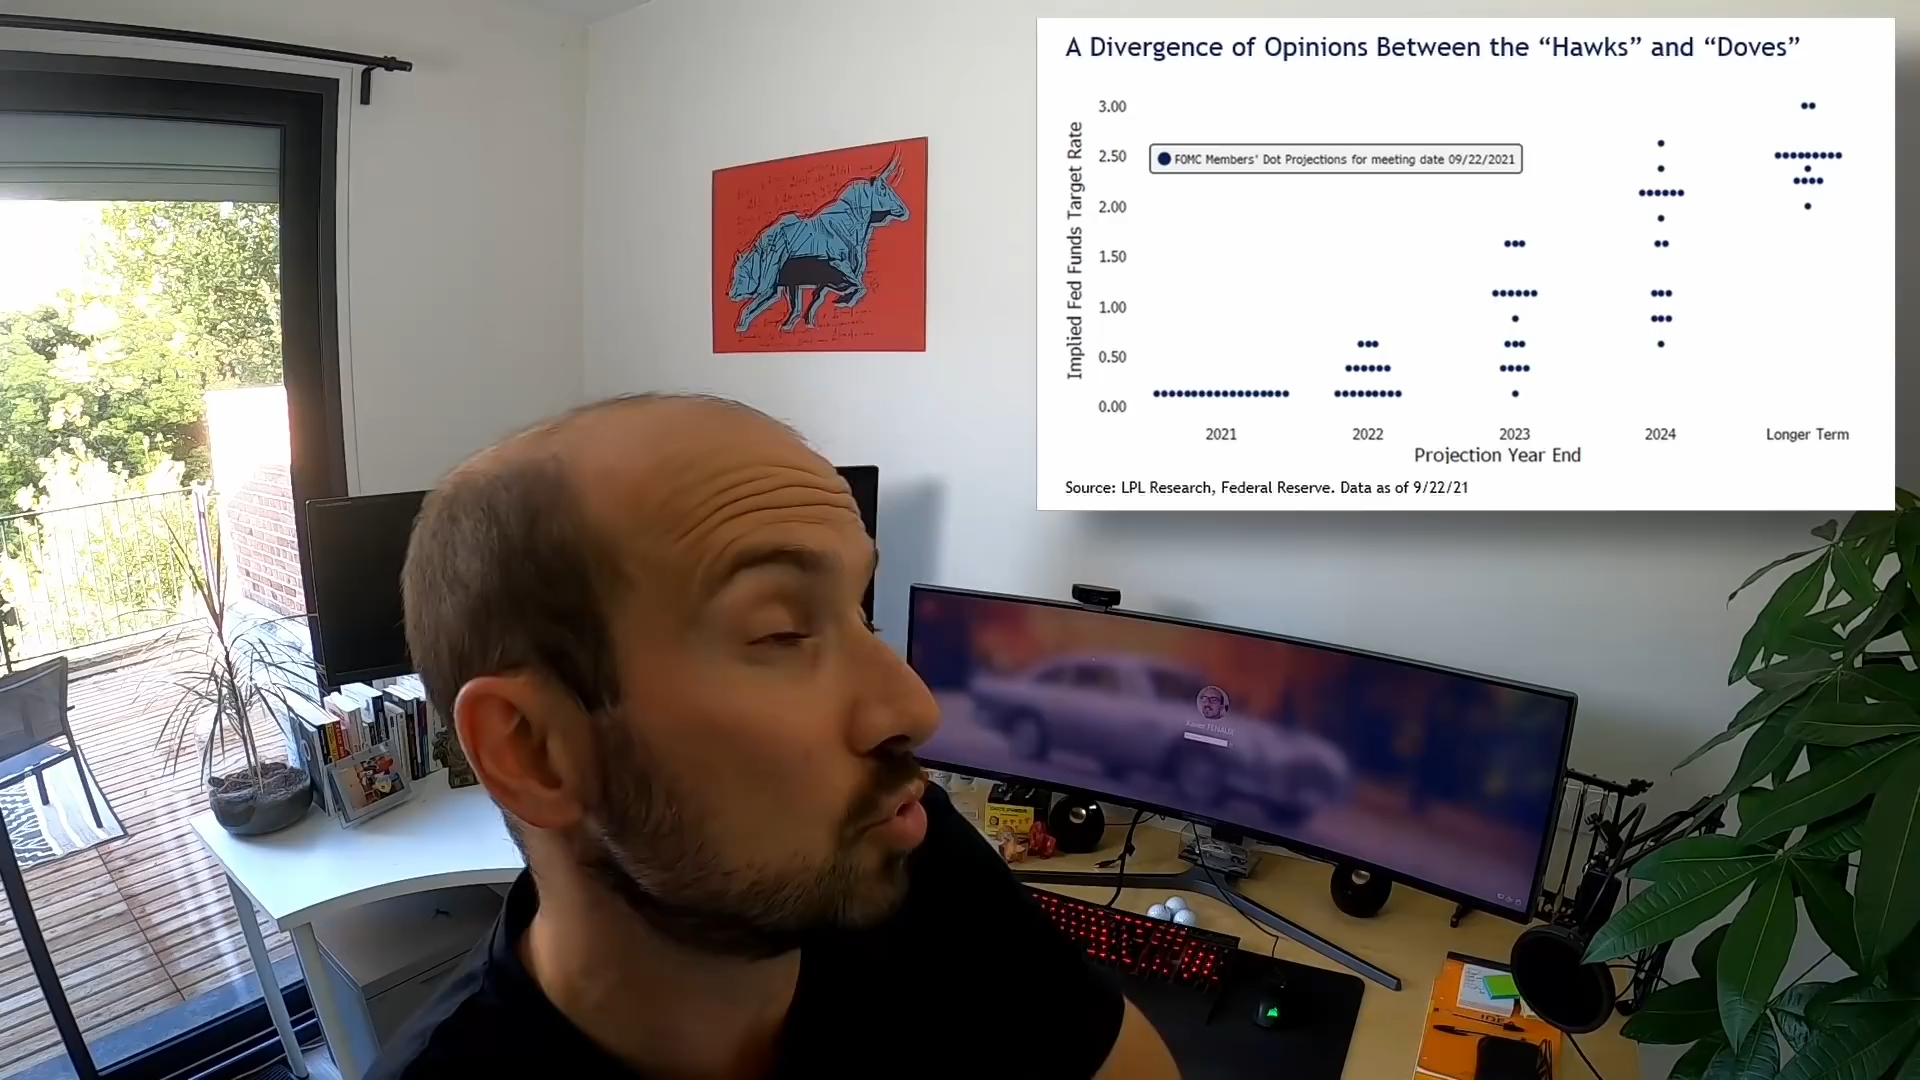 A Divergence of Opinions Between the “Hawks” and “Doves”
Implied Fed Funds Target Rate
3.00
2.50
2.00
1.50
1.00
0.50
0.00
FOMC Members' Dot Projections for meeting date 09/22/2021
2021
2022
2023
2024
Longer Term
Projection Year End
Source: LPL Research, Federal Reserve. Data as of 9/22/21